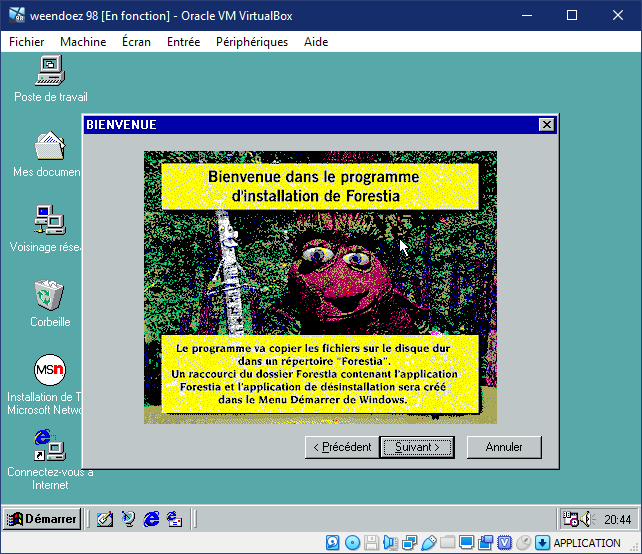 weendoez 98 [En fonction] - Oracle VM VirtualBox
Fichier Machine Écran Entrée Périphériques Aide
Poste de travail
Mes documen
Voisinage résea
Corbeille
MSn
Installation de T
Microsoft Netwo
Connectez-vous à
Internet
BIENVENUE
Bienvenue dans le programme
d'installation de Forestia
Le programme va copier les fichiers sur le disque dur
dans un répertoire "Forestia".
Un raccourci du dossier Forestia contenant l'application
Forestia et l'application de désinstallation sera créé
dans le Menu Démarrer de Windows.
< Précédent Suivant > Annuler
Démarrer 20:44
APPLICATION